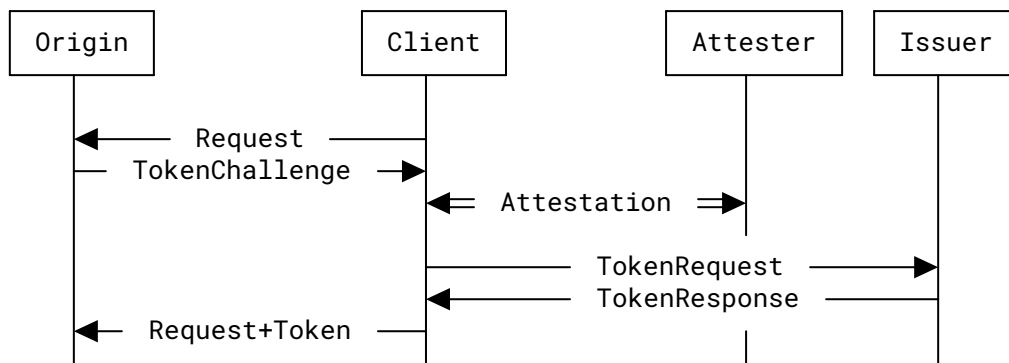 Origin Client Attester Issuer
Request
TokenChallenge
Attestation
TokenRequest
TokenResponse
Request+Token